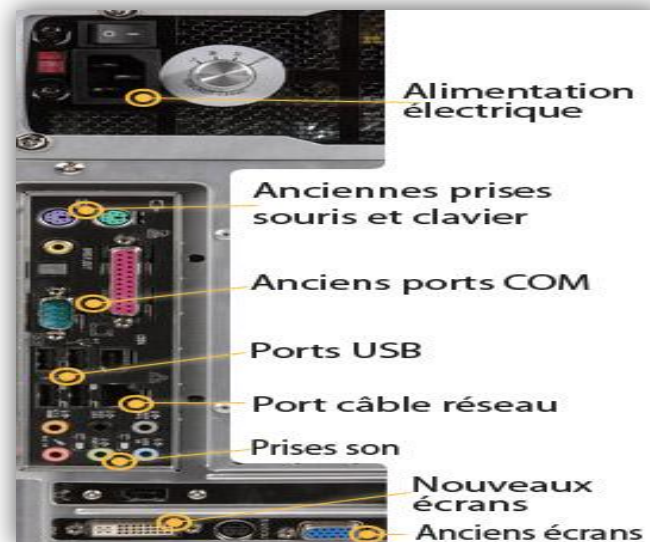 Alimentation
électrique
Anciennes prises
souris et clavier
Anciens ports COM
Ports USB
Port câble réseau
Prises son
Nouveaux
écrans
Anciens écrans